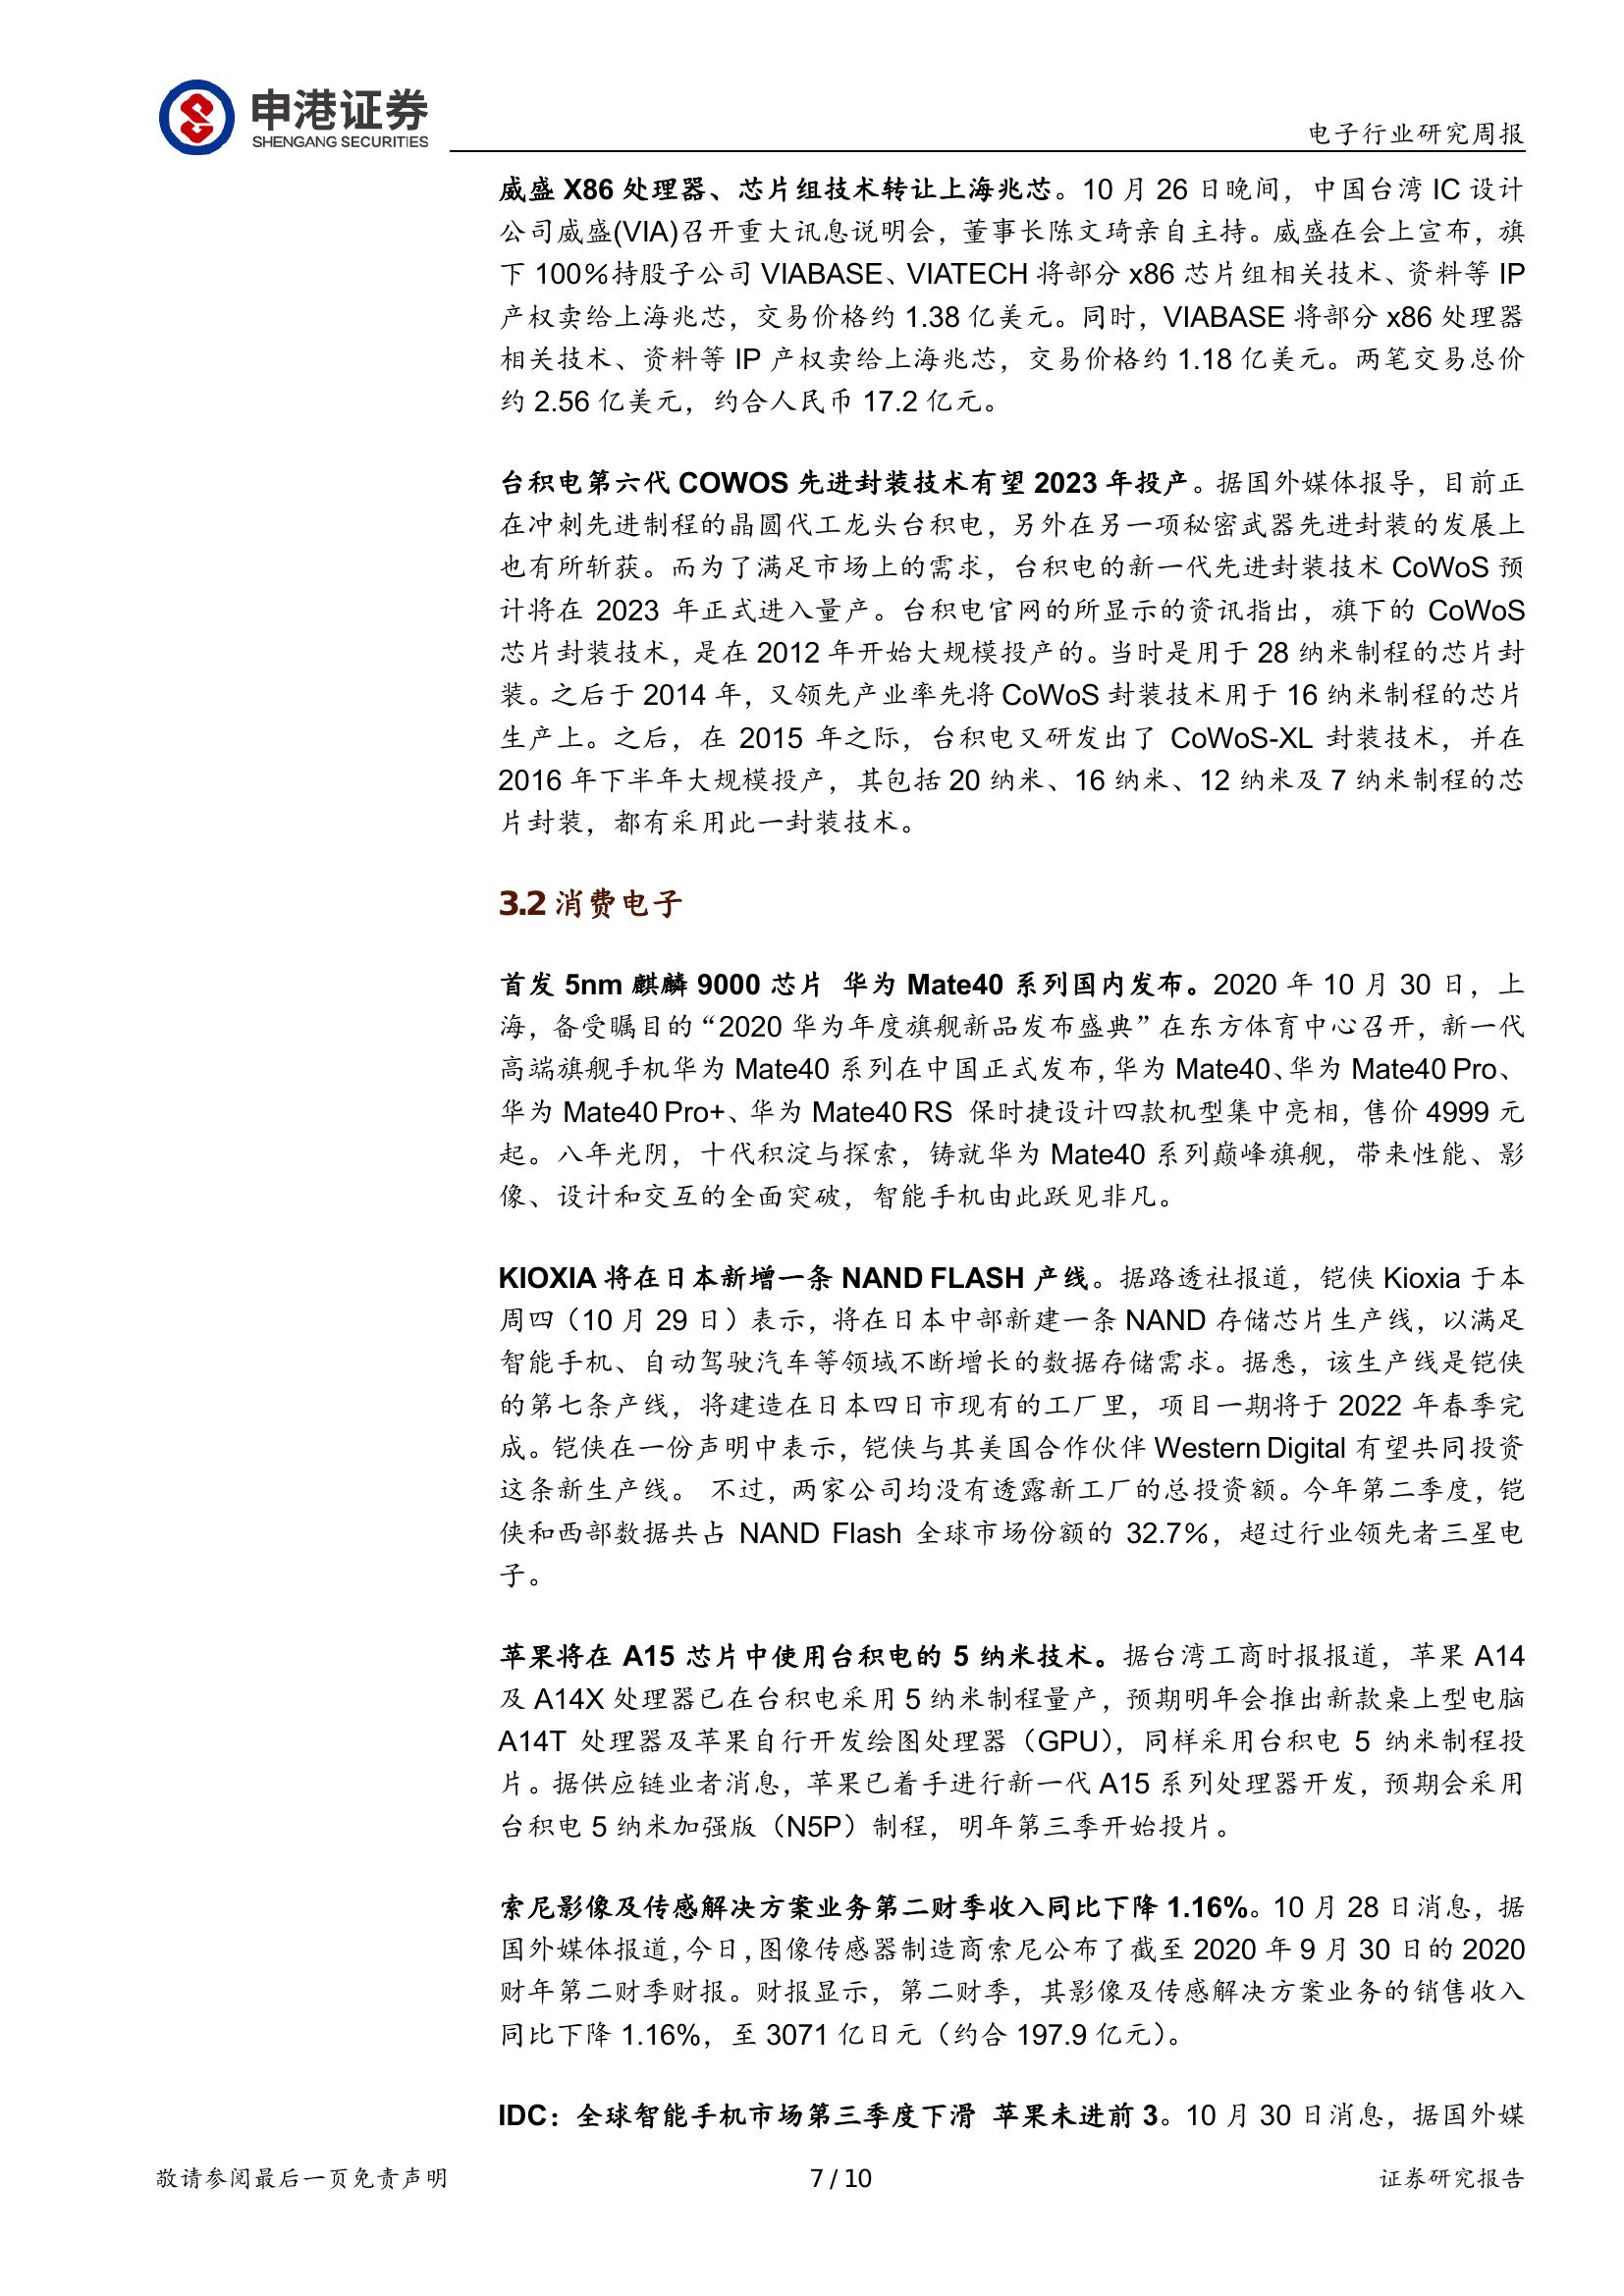 申港证券
SHENGANG SECURITIES
电子行业研究周报
威盛 X86 处理器、芯片组技术转让上海兆芯。10 月 26 日晚间，中国台湾 IC 设计
公司威盛(VIA)召开重大讯息说明会，董事长陈文琦亲自主持。威盛在会上宣布，旗
下 100％持股子公司 VIABASE、VIATECH 将部分 x86 芯片组相关技术、资料等 IP
产权卖给上海兆芯，交易价格约 1.38 亿美元。同时，VIABASE 将部分 x86 处理器
相关技术、资料等 IP 产权卖给上海兆芯，交易价格约 1.18 亿美元。两笔交易总价
约 2.56 亿美元，约合人民币 17.2 亿元。
台积电第六代 COWOS 先进封装技术有望 2023 年投产。据国外媒体报导，目前正
在冲刺先进制程的晶圆代工龙头台积电，另外在另一项秘密武器先进封装的发展上
也有所斩获。而为了满足市场上的需求，台积电的新一代先进封装技术 CoWoS 预
计将在 2023 年正式进入量产。台积电官网的所显示的资讯指出，旗下的 CoWoS
芯片封装技术，是在 2012 年开始大规模投产的。当时是用于 28 纳米制程的芯片封
装。之后于 2014 年，又领先产业率先将 CoWoS 封装技术用于 16 纳米制程的芯片
生产上。之后，在 2015 年之际，台积电又研发出了 CoWoS-XL 封装技术，并在
2016 年下半年大规模投产，其包括 20 纳米、16 纳米、12 纳米及 7 纳米制程的芯
片封装，都有采用此一封装技术。
3.2 消费电子
首发 5nm 麒麟 9000 芯片 华为 Mate40 系列国内发布。2020 年 10 月 30 日，上
海，备受瞩目的“2020 华为年度旗舰新品发布盛典”在东方体育中心召开，新一代
高端旗舰手机华为 Mate40 系列在中国正式发布，华为 Mate40、华为 Mate40 Pro、
华为 Mate40 Pro+、华为 Mate40 RS 保时捷设计四款机型集中亮相，售价 4999 元
起。八年光阴，十代积淀与探索，铸就华为 Mate40 系列巅峰旗舰，带来性能、影
像、设计和交互的全面突破，智能手机由此跃见非凡。
KIOXIA 将在日本新增一条 NAND FLASH 产线。据路透社报道，铠侠 Kioxia 于本
周四（10 月 29 日）表示，将在日本中部新建一条 NAND 存储芯片生产线，以满足
智能手机、自动驾驶汽车等领域不断增长的数据存储需求。据悉，该生产线是铠侠
的第七条产线，将建造在日本四日市现有的工厂里，项目一期将于 2022 年春季完
成。铠侠在一份声明中表示，铠侠与其美国合作伙伴 Western Digital 有望共同投资
这条新生产线。 不过，两家公司均没有透露新工厂的总投资额。今年第二季度，铠
侠和西部数据共占 NAND Flash 全球市场份额的 32.7％，超过行业领先者三星电
子。
苹果将在 A15 芯片中使用台积电的 5 纳米技术。据台湾工商时报报道，苹果 A14
及 A14X 处理器已在台积电采用 5 纳米制程量产，预期明年会推出新款桌上型电脑
A14T 处理器及苹果自行开发绘图处理器（GPU），同样采用台积电 5 纳米制程投
片。据供应链业者消息，苹果已着手进行新一代 A15 系列处理器开发，预期会采用
台积电 5 纳米加强版（N5P）制程，明年第三季开始投片。
索尼影像及传感解决方案业务第二财季收入同比下降 1.16%。10 月 28 日消息，据
国外媒体报道，今日，图像传感器制造商索尼公布了截至 2020 年 9 月 30 日的 2020
财年第二财季财报。财报显示，第二财季，其影像及传感解决方案业务的销售收入
同比下降 1.16%，至 3071 亿日元（约合 197.9 亿元）。
IDC：全球智能手机市场第三季度下滑 苹果未进前 3。10 月 30 日消息，据国外媒
敬请参阅最后一页免责声明
7 / 10
证券研究报告